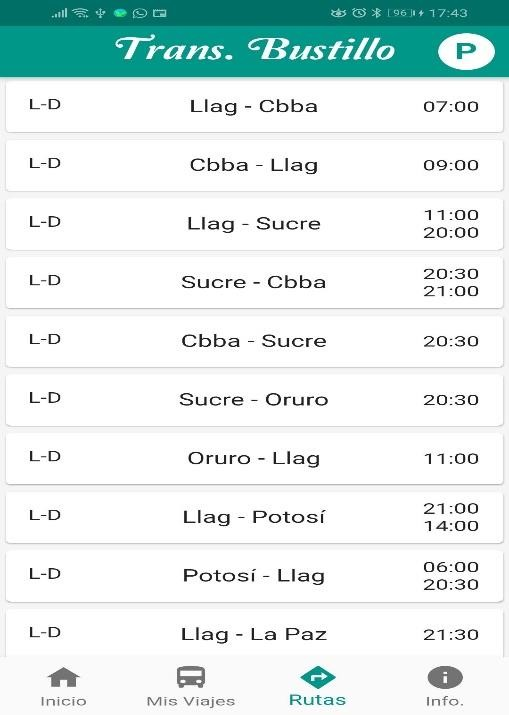 96 17:43
Trans. Bustillo P
L-D Llag - Cbba 07:00
L-D Cbba - Llag 09:00
L-D Llag - Sucre 11:00
20:00
L-D Sucre - Cbba 20:30
21:00
L-D Cbba - Sucre 20:30
L-D Sucre - Oruro 20:30
L-D Oruro - Llag 11:00
L-D Llag - Potosí 21:00
14:00
L-D Potosí - Llag 06:00
20:30
L-D Llag - La Paz 21:30
Inicio Mis Viajes Rutas Info.